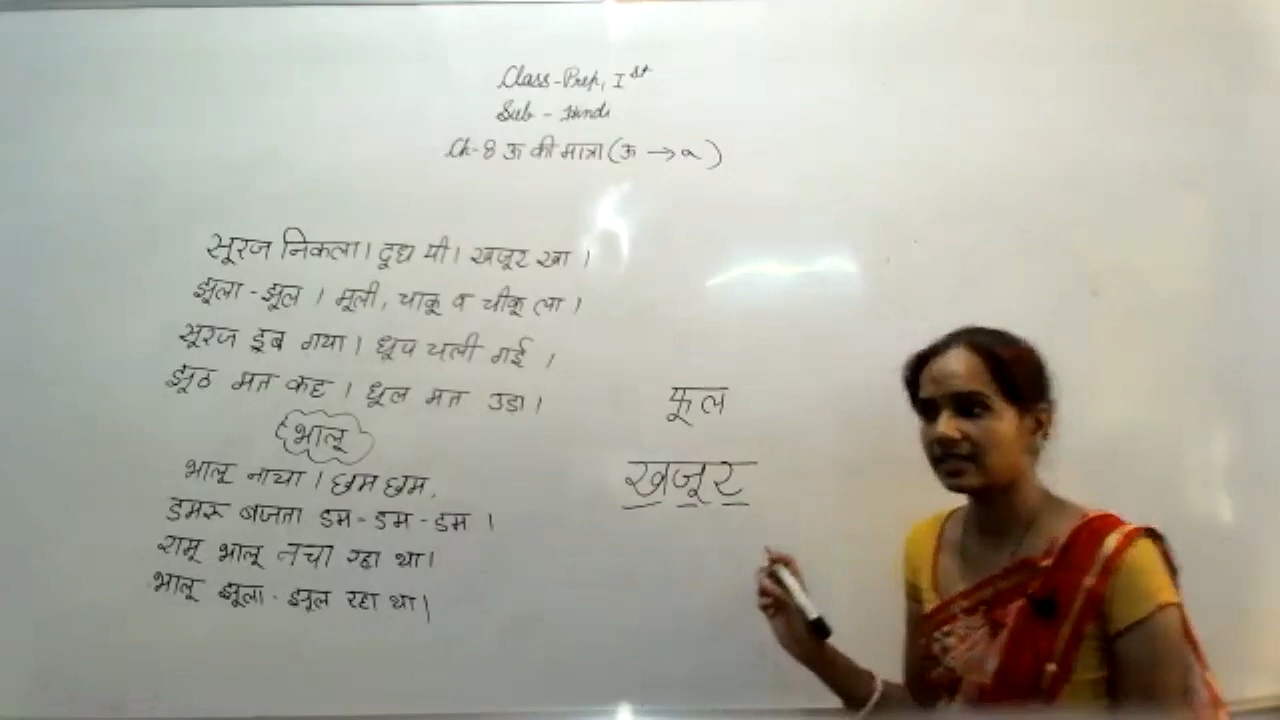 Class-Prep, Ist
Sub - Hindi
Ch-8 ऊ की मात्रा (ऊ → ू)
सूरज निकला। दूध पी। खजूर खा।
झूला-झूल। मूली, चाकू व चीकू ला।
सूरज डूब गया। धूप चली गई।
झूठ मत कह। धूल मत उडा।
भालू
भालू नाचा। छम छम,
डमरू बजता डम-डम-डम।
रामू भालू नचा रहा था।
भालू झूला-झूल रहा था।
फूल
खजूर